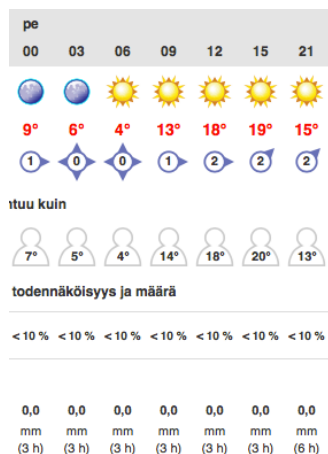 pe
00 03 06 09 12 15 21
9° 6° 4° 13° 18° 19° 15°
1 0 0 1 2 2 2
kuin
7° 5° 4° 14° 18° 20° 13°
todennäköisyys ja määrä
< 10 % < 10 % < 10 % < 10 % < 10 % < 10 % < 10 %
0,0 0,0 0,0 0,0 0,0 0,0 0,0
mm mm mm mm mm mm mm
(3 h) (3 h) (3 h) (3 h) (3 h) (3 h) (6 h)